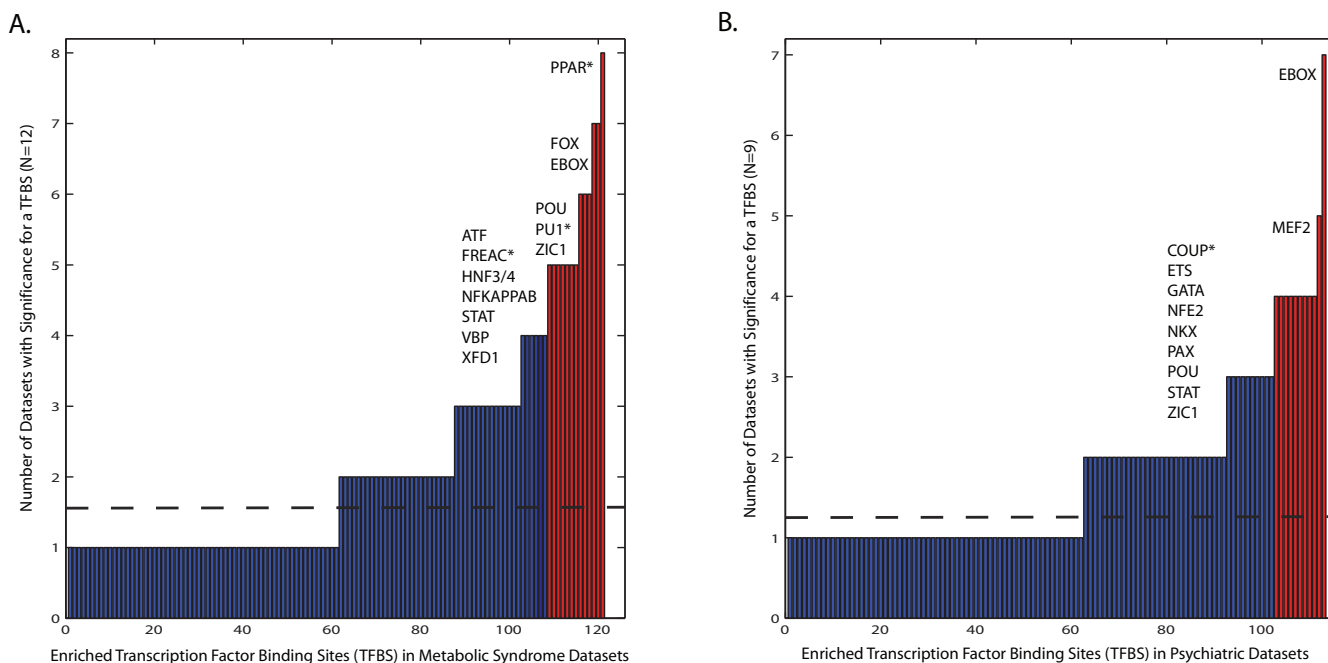 A.
Number of Datasets with Significance for a TFBS (N=12)
8
7
6
5
4
3
2
1
0
PPAR*
FOX
EBOX
POU
PU1*
ZIC1
ATF
FREAC*
HNF3/4
NFKAPPAB
STAT
VBP
XFD1
0 20 40 60 80 100 120
Enriched Transcription Factor Binding Sites (TFBS) in Metabolic Syndrome Datasets
B.
Number of Datasets with Significance for a TFBS (N=9)
7
6
5
4
3
2
1
0
EBOX
MEF2
COUP*
ETS
GATA
NFE2
NKX
PAX
POU
STAT
ZIC1
0 20 40 60 80 100
Enriched Transcription Factor Binding Sites (TFBS) in Psychiatric Datasets